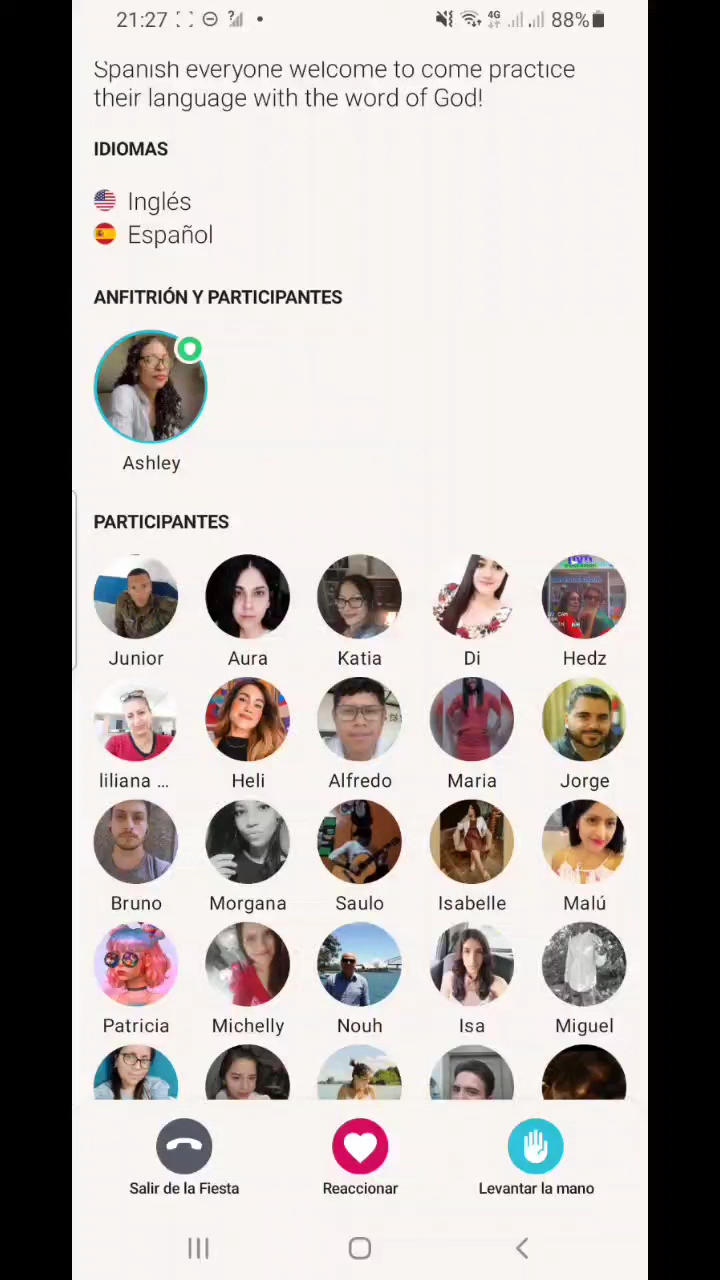 21:27
4G
88%
Spanish everyone welcome to come practice
their language with the word of God!
IDIOMAS
Inglés
Español
ANFITRIÓN Y PARTICIPANTES
Ashley
PARTICIPANTES
Junior Aura Katia Di Hedz
liliana ... Heli Alfredo Maria Jorge
Bruno Morgana Saulo Isabelle Malú
Patricia Michelly Nouh Isa Miguel
Salir de la Fiesta Reaccionar Levantar la mano